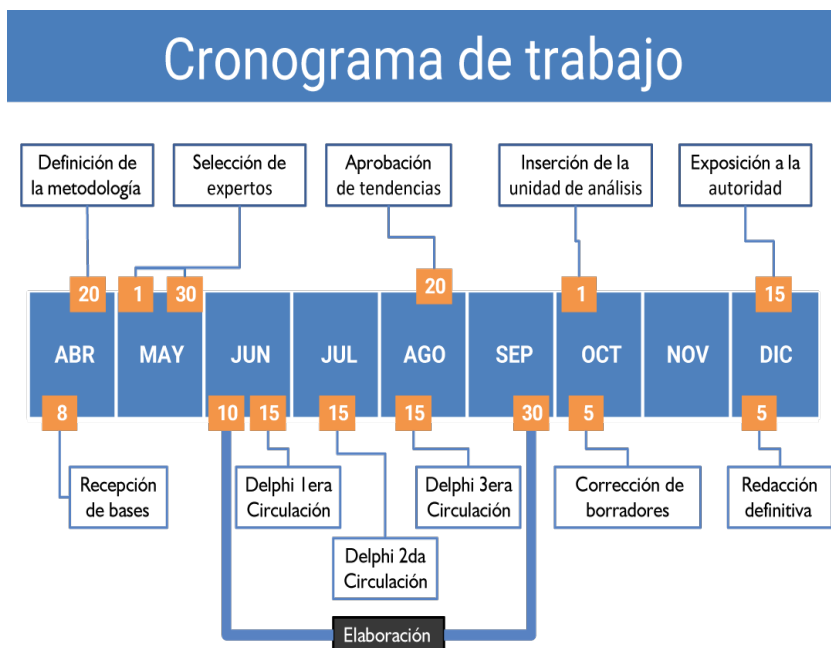 Cronograma de trabajo
Definición de
la metodología
Selección de
expertos
Aprobación
de tendencias
Inserción de la
unidad de análisis
Exposición a la
autoridad
20
1
30
20
1
15
ABR
MAY
JUN
JUL
AGO
SEP
OCT
NOV
DIC
8
10
15
15
15
30
5
5
Recepción
de bases
Delphi 1era
Circulación
Delphi 2da
Circulación
Delphi 3era
Circulación
Corrección de
borradores
Redacción
definitiva
Elaboración